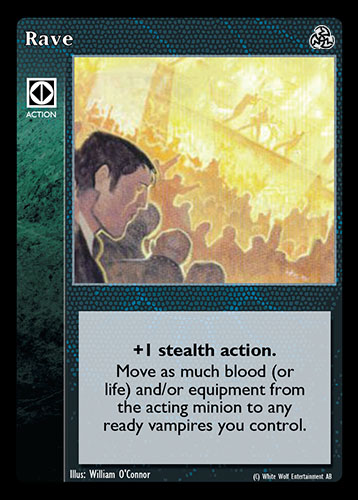 Rave
ACTION
+1 stealth action.
Move as much blood (or
life) and/or equipment from
the acting minion to any
ready vampires you control.
Illus: William O'Connor
(C) White Wolf Entertainment AB